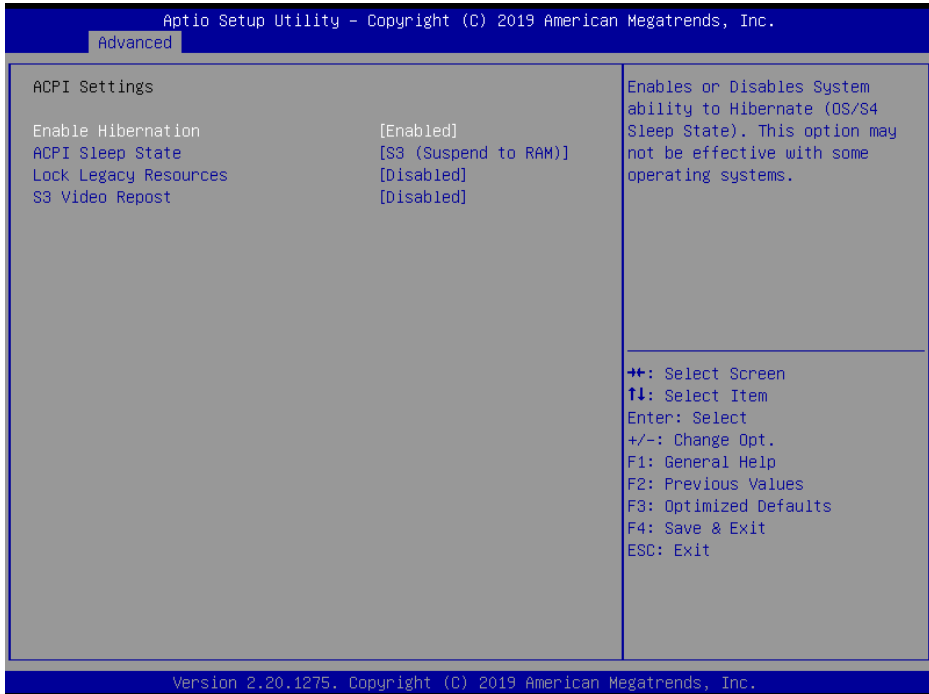 Aptio Setup Utility – Copyright (C) 2019 American Megatrends, Inc.
Advanced
ACPI Settings
Enable Hibernation [Enabled]
ACPI Sleep State [S3 (Suspend to RAM)]
Lock Legacy Resources [Disabled]
S3 Video Repost [Disabled]
Enables or Disables System
ability to Hibernate (OS/S4
Sleep State). This option may
not be effective with some
operating systems.
→←: Select Screen
↑↓: Select Item
Enter: Select
+/-: Change Opt.
F1: General Help
F2: Previous Values
F3: Optimized Defaults
F4: Save & Exit
ESC: Exit
Version 2.20.1275. Copyright (C) 2019 American Megatrends, Inc.